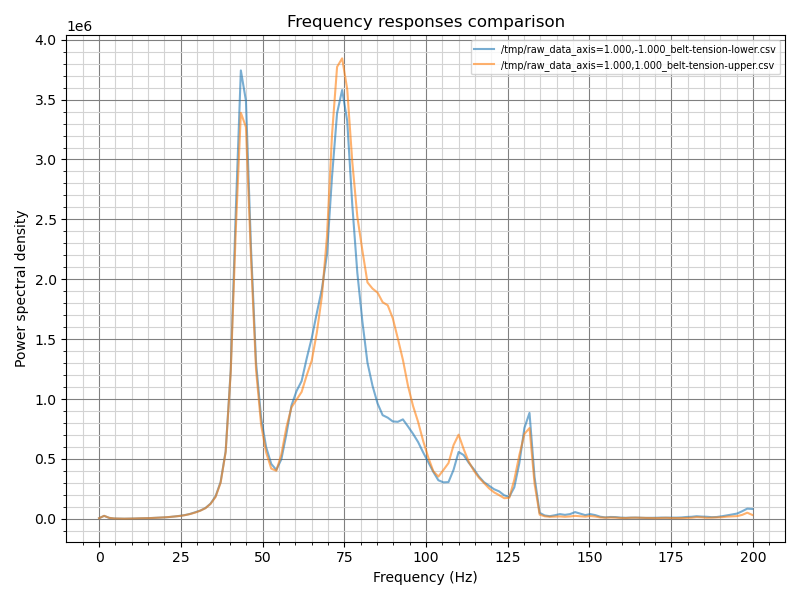 Frequency responses comparison
1e6
/tmp/raw_data_axis=1.000,-1.000_belt-tension-lower.csv
/tmp/raw_data_axis=1.000,1.000_belt-tension-upper.csv
4.0
3.5
3.0
2.5
2.0
1.5
1.0
0.5
0.0
Power spectral density
0 25 50 75 100 125 150 175 200
Frequency (Hz)